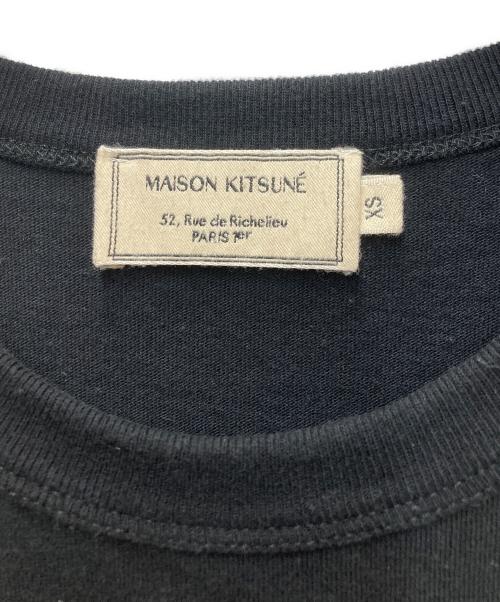 MAISON KITSUNÉ
52, Rue de Richelieu
PARIS 1er
XS